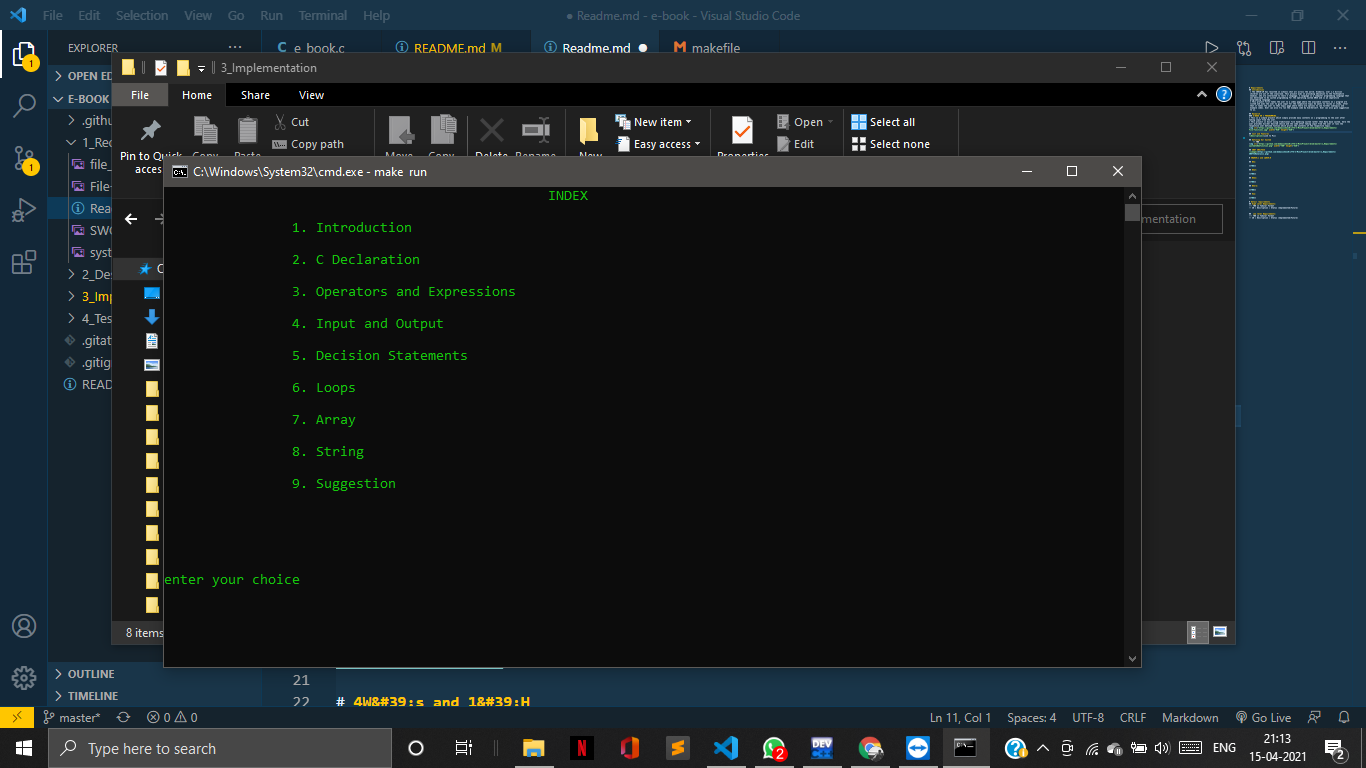 File Edit Selection View Go Run Terminal Help
● Readme.md - e-book - Visual Studio Code
EXPLORER
e_book.c
README.md M
Readme.md
makefile
OPEN ED
E-BOOK
.githu
1_Req
file_
File
Rea
SWO
syst
2_Des
3_Imp
4_Tes
.gitat
.gitig
READ
OUTLINE
TIMELINE
3_Implementation
File Home Share View
Pin to Quick
access
Copy
Paste
Cut
Copy path
Move
Copy
Delete
Rename
New
New item
Easy access
Properties
Open
Edit
Select all
Select none
mentation
8 items
C:\Windows\System32\cmd.exe - make run
INDEX
1. Introduction
2. C Declaration
3. Operators and Expressions
4. Input and Output
5. Decision Statements
6. Loops
7. Array
8. String
9. Suggestion
enter your choice
21
22 # 4W&#39;s and 1&#39;H
master* 0 0
Ln 11, Col 1 Spaces: 4 UTF-8 CRLF Markdown Go Live
Type here to search
DEV
ENG
21:13
15-04-2021
2